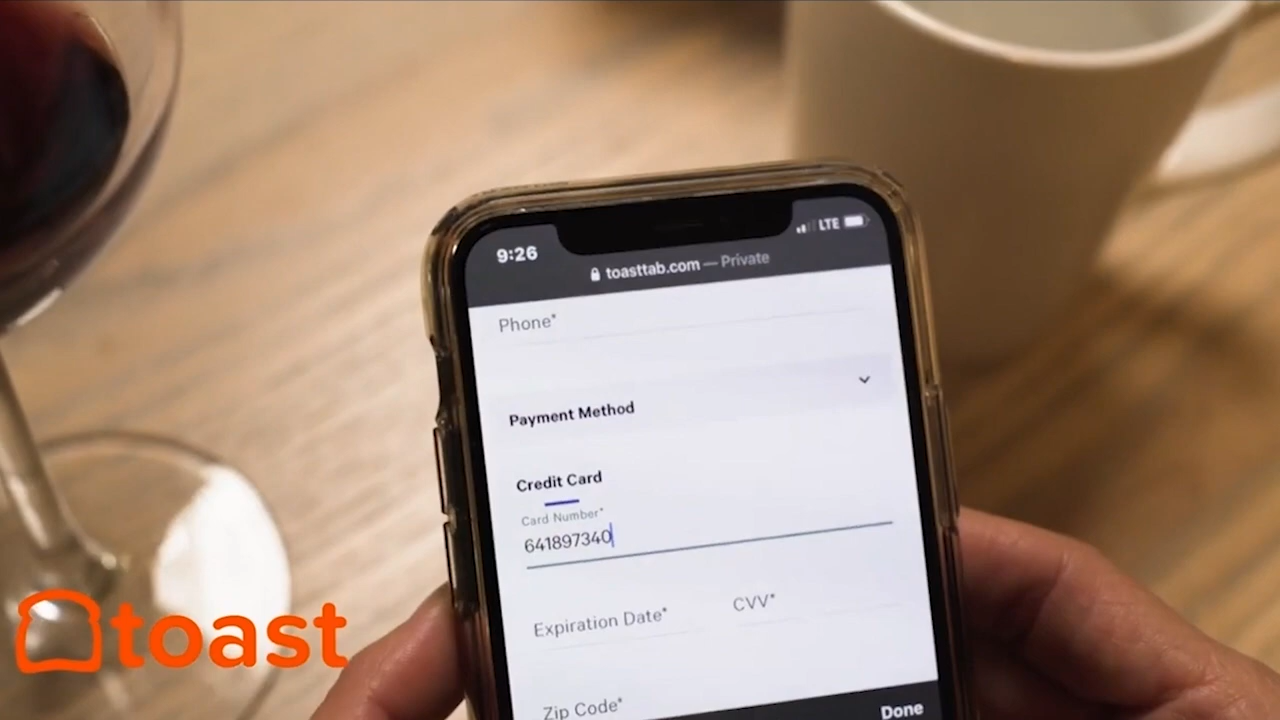 9:26
LTE
toasttab.com — Private
Phone*
Payment Method
Credit Card
Card Number*
641897340
Expiration Date*
CVV*
Zip Code*
Done
toast